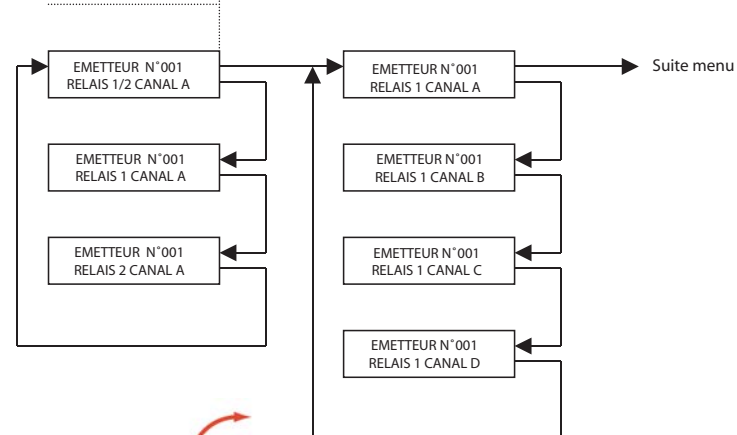 EMETTEUR N°001
RELAIS 1/2 CANAL A
EMETTEUR N°001
RELAIS 1 CANAL A
Suite menu
EMETTEUR N°001
RELAIS 1 CANAL A
EMETTEUR N°001
RELAIS 1 CANAL B
EMETTEUR N°001
RELAIS 2 CANAL A
EMETTEUR N°001
RELAIS 1 CANAL C
EMETTEUR N°001
RELAIS 1 CANAL D